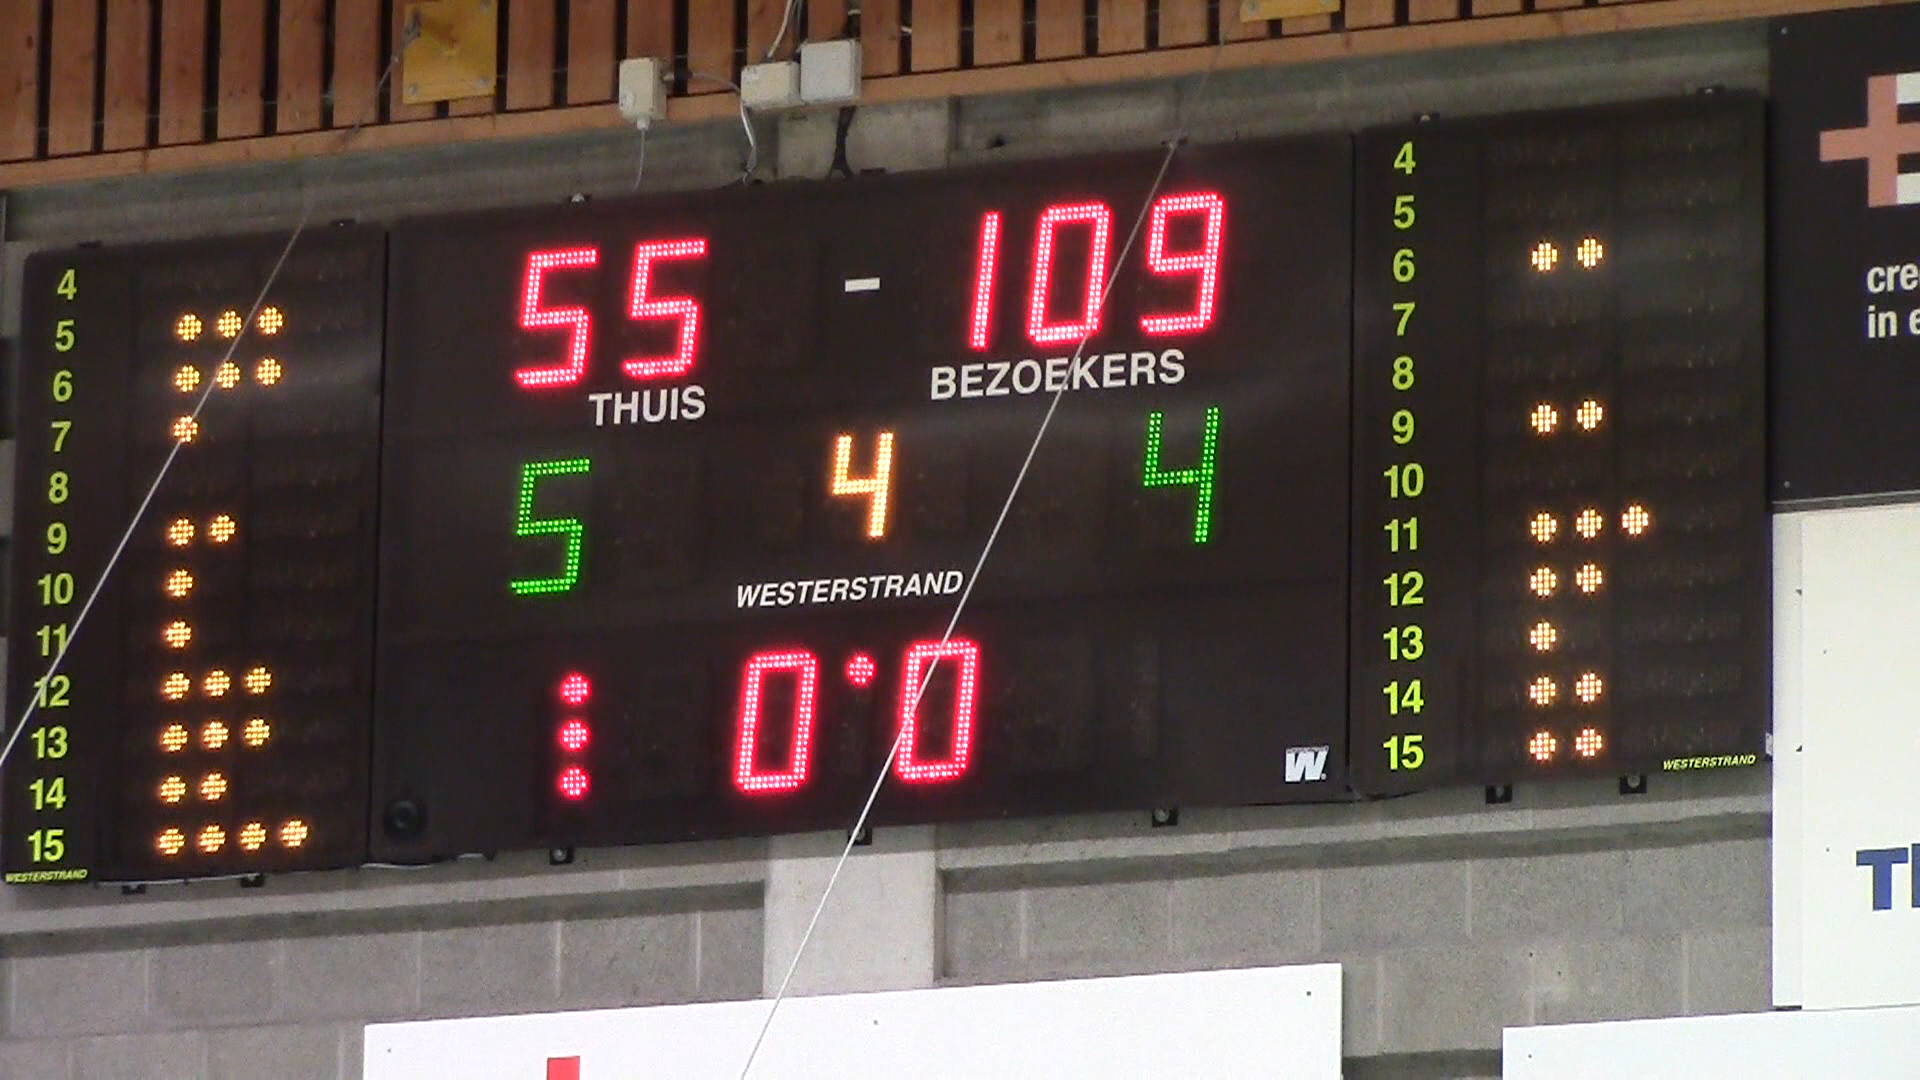 4
5
6
7
8
9
10
11
12
13
14
15
WESTERSTRAND
55 - 109
THUIS
BEZOEKERS
5 4 4
WESTERSTRAND
0.0
W
4
5
6
7
8
9
10
11
12
13
14
15
WESTERSTRAND
cre
in e